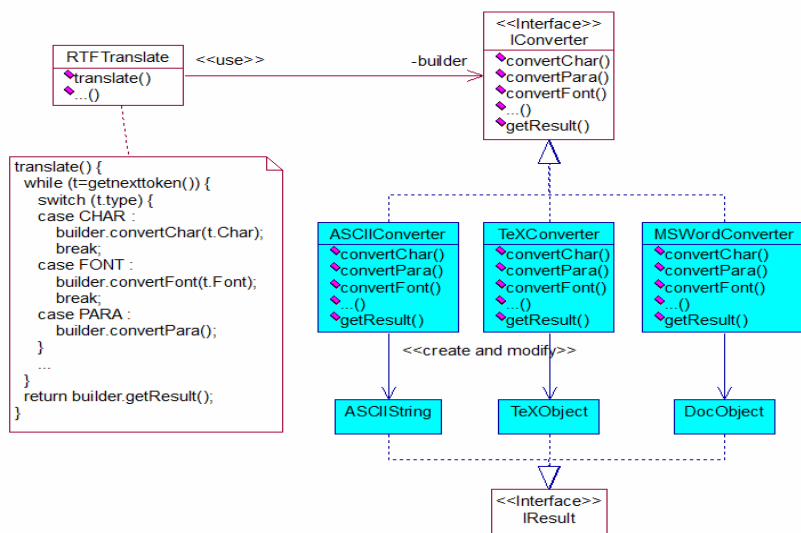 RTFTranslate
translate()
...()
<<use>>
-builder
<<Interface>>
IConverter
convertChar()
convertPara()
convertFont()
...()
getResult()
translate() {
while (t=getnexttoken()) {
switch (t.type) {
case CHAR :
builder.convertChar(t.Char);
break;
case FONT :
builder.convertFont(t.Font);
break;
case PARA :
builder.convertPara();
}
...
}
return builder.getResult();
}
ASCIIConverter
convertChar()
convertPara()
convertFont()
...()
getResult()
TeXConverter
convertChar()
convertPara()
convertFont()
...()
getResult()
MSWordConverter
convertChar()
convertPara()
convertFont()
...()
getResult()
<<create and modify>>
ASCIIString
TeXObject
DocObject
<<Interface>>
IResult